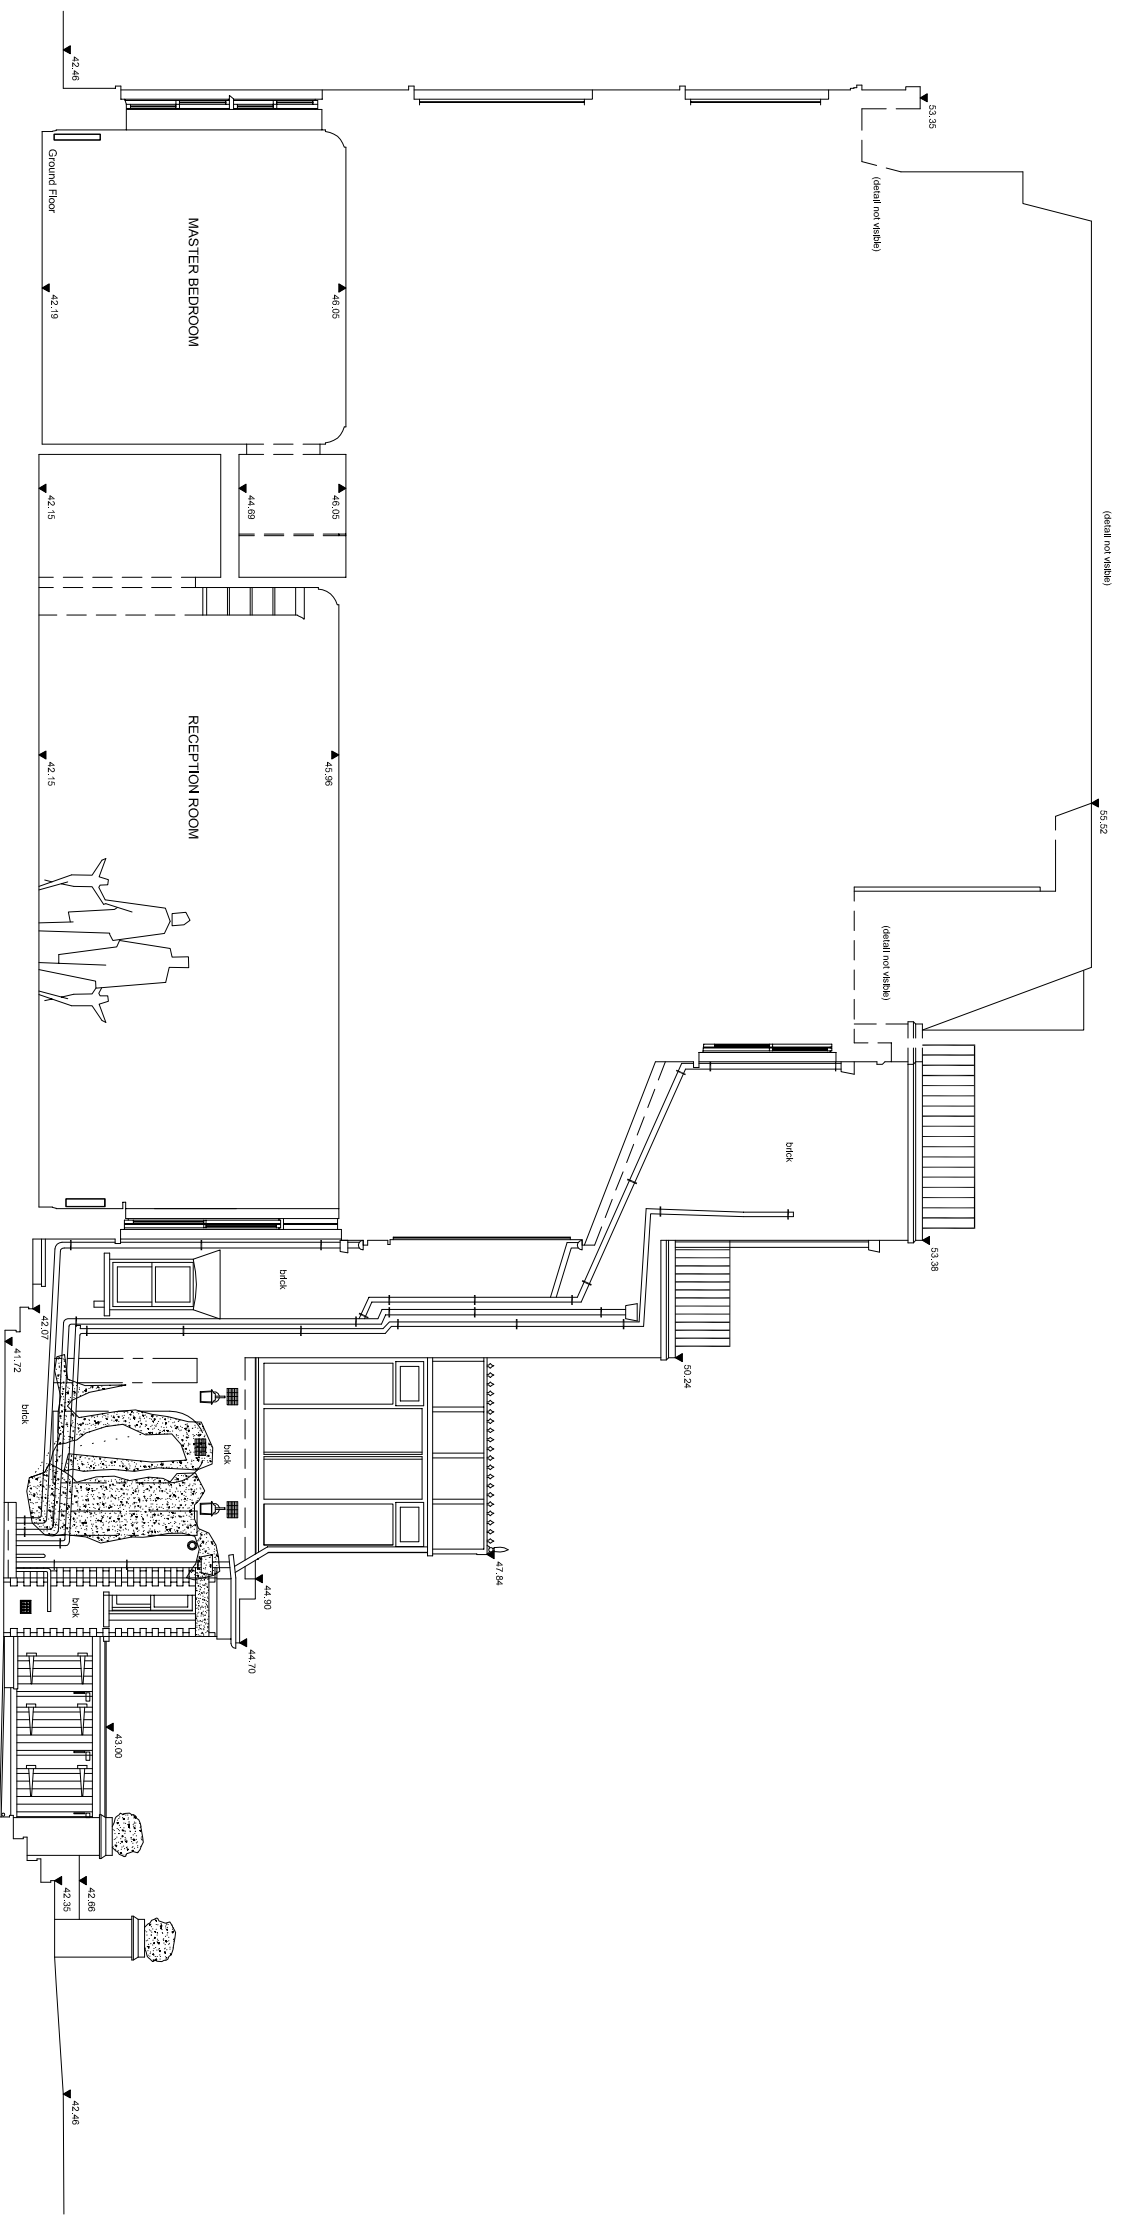 (detail not visible)
55.52
53.35
(detail not visible)
(detail not visible)
53.38
brick
50.24
47.84
46.05
46.05
45.96
brick
44.90
44.69
44.70
MASTER BEDROOM
RECEPTION ROOM
brick
43.00
42.46
brick
42.66
42.35
42.46
Ground Floor
42.19
42.15
42.15
42.07
41.72
brick